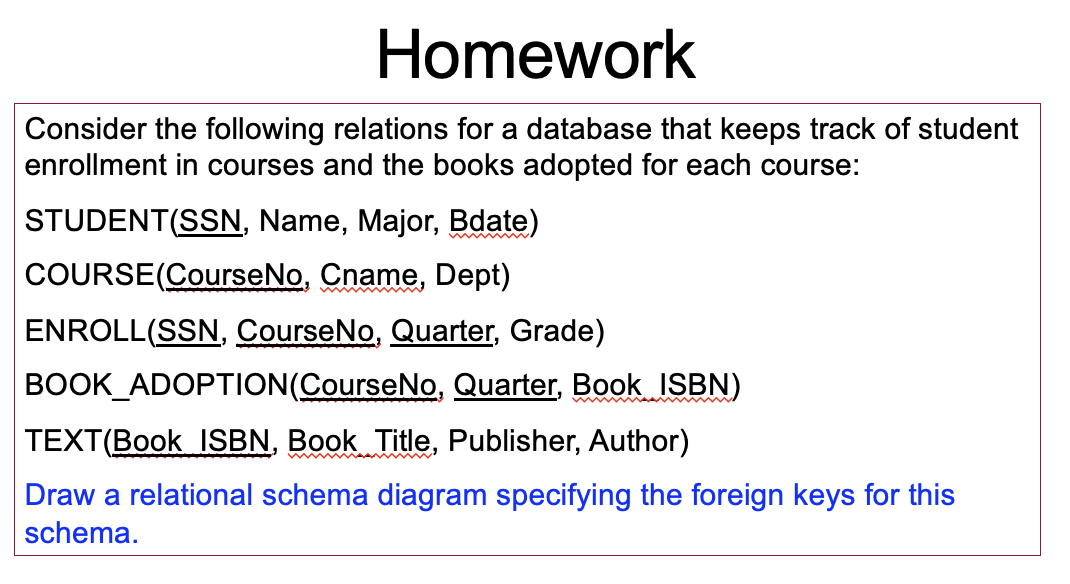 Homework
Consider the following relations for a database that keeps track of student
enrollment in courses and the books adopted for each course:
STUDENT(SSN, Name, Major, Bdate)
COURSE(CourseNo, Cname, Dept)
ENROLL(SSN, CourseNo, Quarter, Grade)
BOOK_ADOPTION(CourseNo, Quarter, Book_ISBN)
TEXT(Book_ISBN, Book_Title, Publisher, Author)
Draw a relational schema diagram specifying the foreign keys for this
schema.